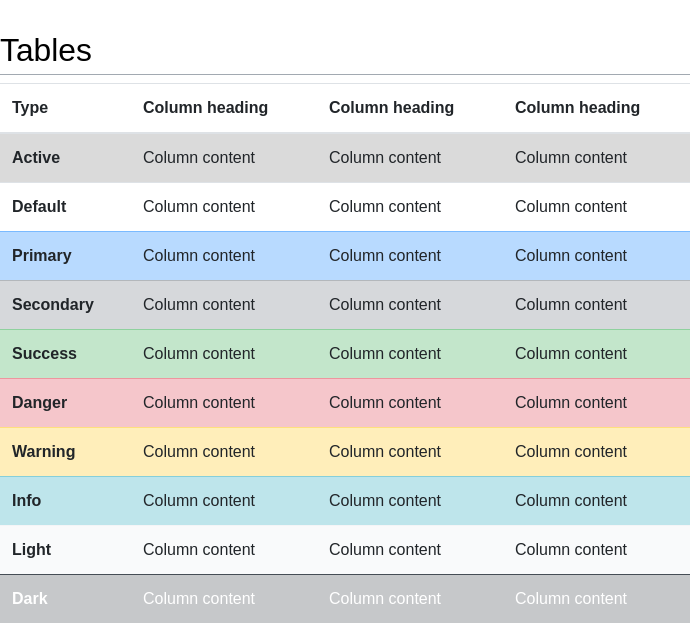 Tables
Type Column heading Column heading Column heading
Active Column content Column content Column content
Default Column content Column content Column content
Primary Column content Column content Column content
Secondary Column content Column content Column content
Success Column content Column content Column content
Danger Column content Column content Column content
Warning Column content Column content Column content
Info Column content Column content Column content
Light Column content Column content Column content
Dark Column content Column content Column content